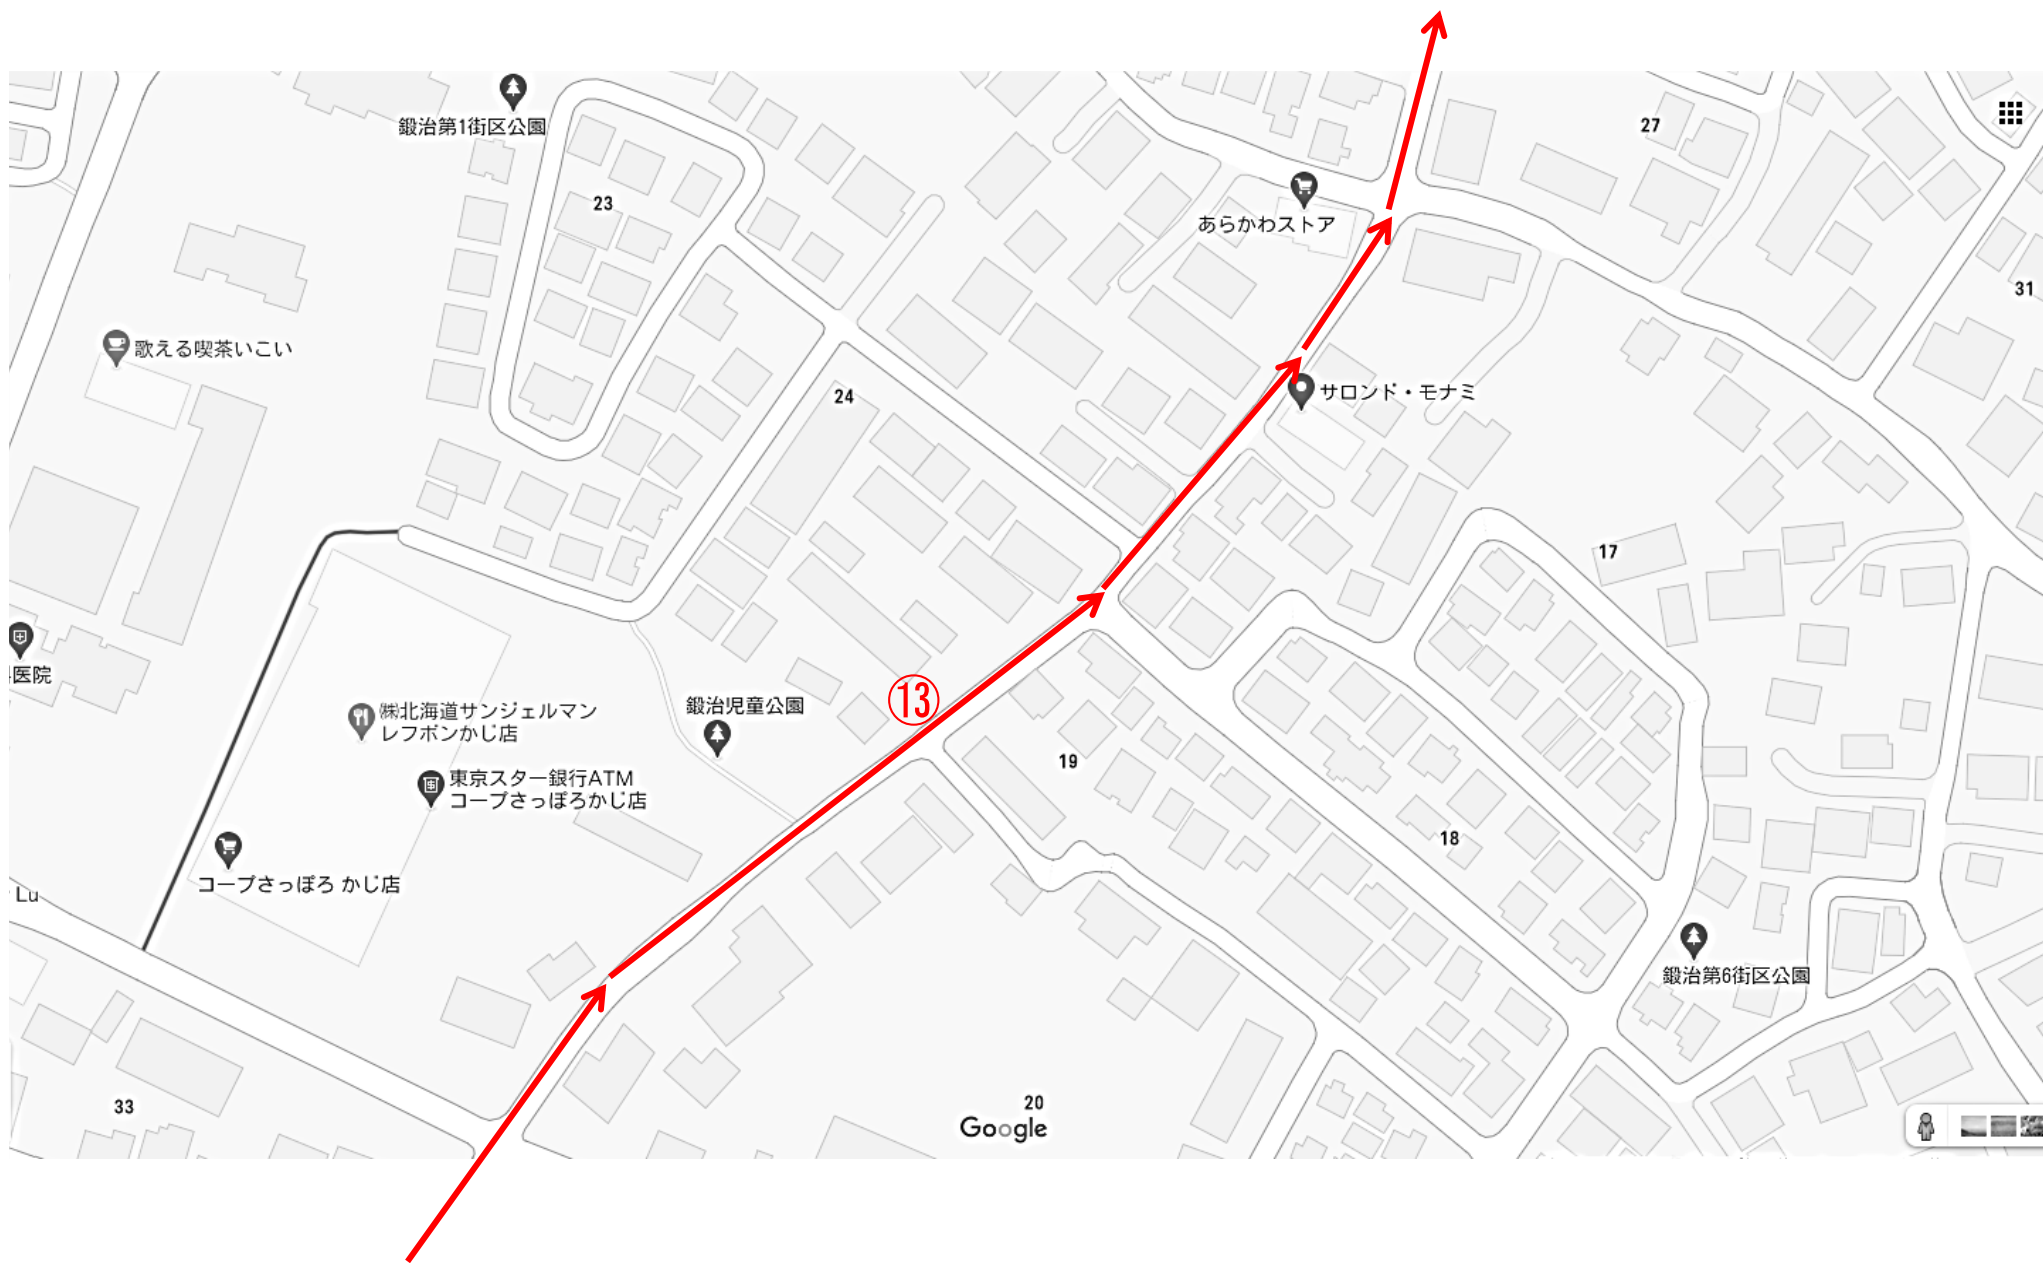 鍛治第1街区公園
27
23
あらかわストア
31
歌える喫茶いこい
サロンド・モナミ
24
17
医院
鍛治児童公園
⑬
㈱北海道サンジェルマン
レフボンかじ店
19
東京スター銀行ATM
コープさっぽろかじ店
18
コープさっぽろ かじ店
Lu
鍛治第6街区公園
33
20
Google